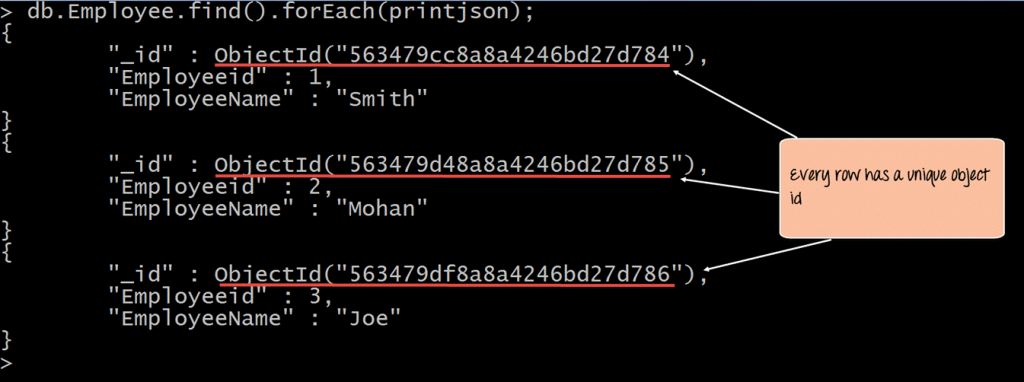 > db.Employee.find().forEach(printjson);
{
"_id" : ObjectId("563479cc8a8a4246bd27d784"),
"Employeeid" : 1,
"EmployeeName" : "Smith"
}
{
"_id" : ObjectId("563479d48a8a4246bd27d785"),
"Employeeid" : 2,
"EmployeeName" : "Mohan"
}
{
"_id" : ObjectId("563479df8a8a4246bd27d786"),
"Employeeid" : 3,
"EmployeeName" : "Joe"
}
>
Every row has a unique object
id